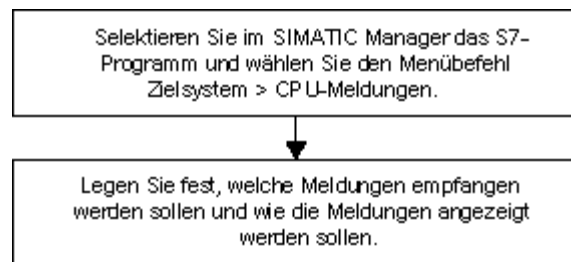 Selektieren Sie im SIMATIC Manager das S7-
Programm und wählen Sie den Menübefehl
Zielsystem > CPU-Meldungen.
Legen Sie fest, welche Meldungen empfangen
werden sollen und wie die Meldungen angezeigt
werden sollen.